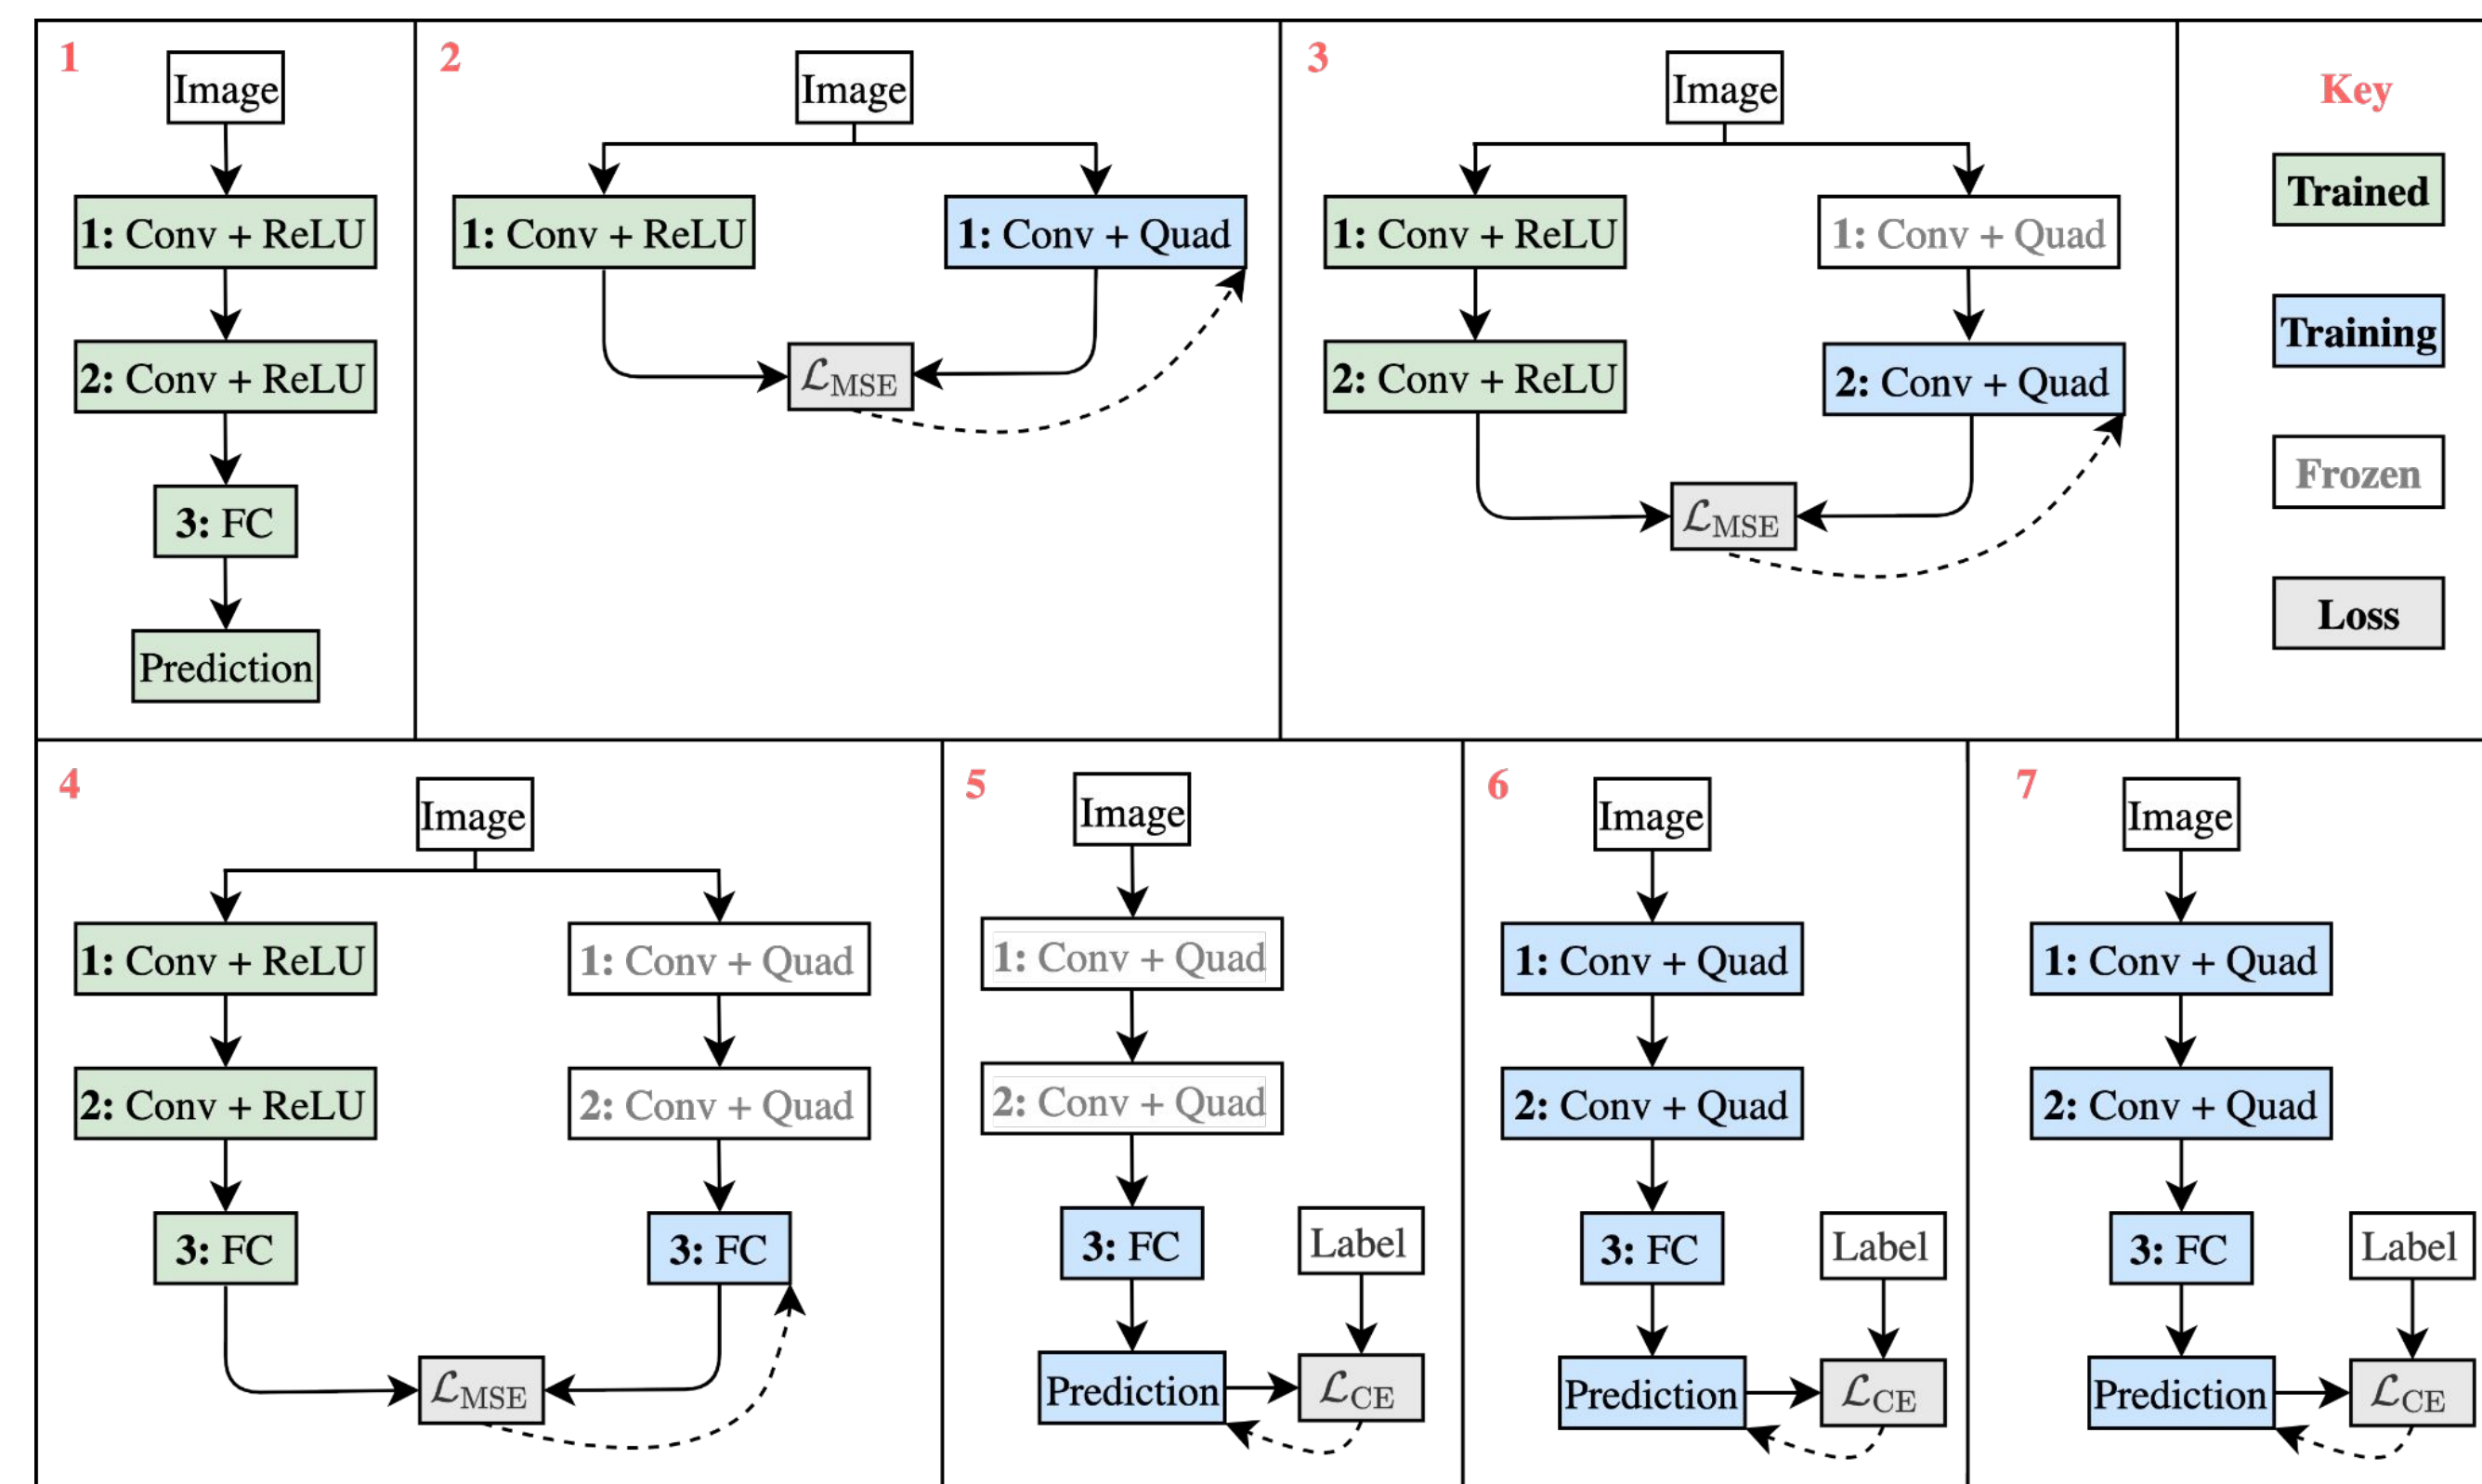 1
Image
1: Conv + ReLU
2: Conv + ReLU
3: FC
Prediction
2
Image
1: Conv + ReLU
1: Conv + Quad
ℒMSE
3
Image
1: Conv + ReLU
1: Conv + Quad
2: Conv + ReLU
2: Conv + Quad
ℒMSE
Key
Trained
Training
Frozen
Loss
4
Image
1: Conv + ReLU
1: Conv + Quad
2: Conv + ReLU
2: Conv + Quad
3: FC
3: FC
ℒMSE
5
Image
1: Conv + Quad
2: Conv + Quad
3: FC
Label
Prediction
ℒCE
6
Image
1: Conv + Quad
2: Conv + Quad
3: FC
Label
Prediction
ℒCE
7
Image
1: Conv + Quad
2: Conv + Quad
3: FC
Label
Prediction
ℒCE